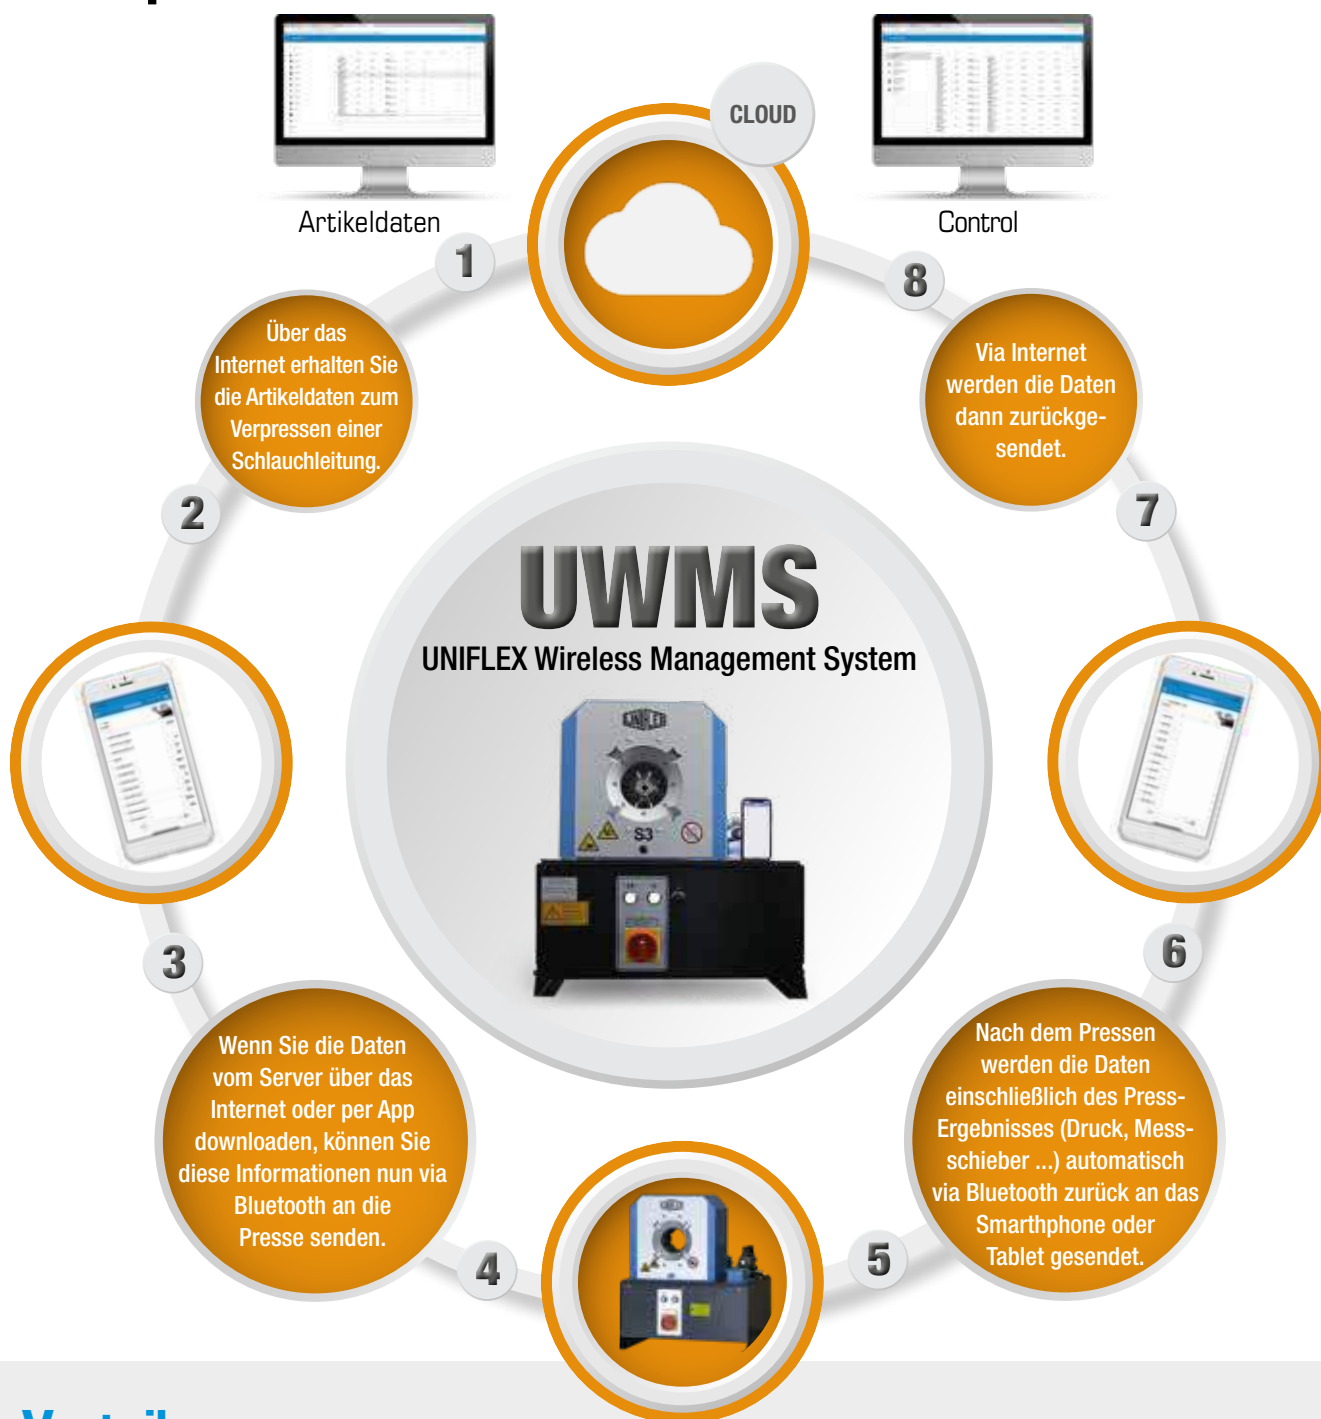 CLOUD
Artikeldaten
Control
1
8
Über das
Internet erhalten Sie
die Artikeldaten zum
Verpressen einer
Schlauchleitung.
Via Internet
werden die Daten
dann zurückge-
sendet.
2
7
UWMS
UNIFLEX Wireless Management System
S3
3
6
Wenn Sie die Daten
vom Server über das
Internet oder per App
downloaden, können Sie
diese Informationen nun via
Bluetooth an die
Presse senden.
Nach dem Pressen
werden die Daten
einschließlich des Press-
Ergebnisses (Druck, Mess-
schieber ...) automatisch
via Bluetooth zurück an das
Smarthphone oder
Tablet gesendet.
4
5